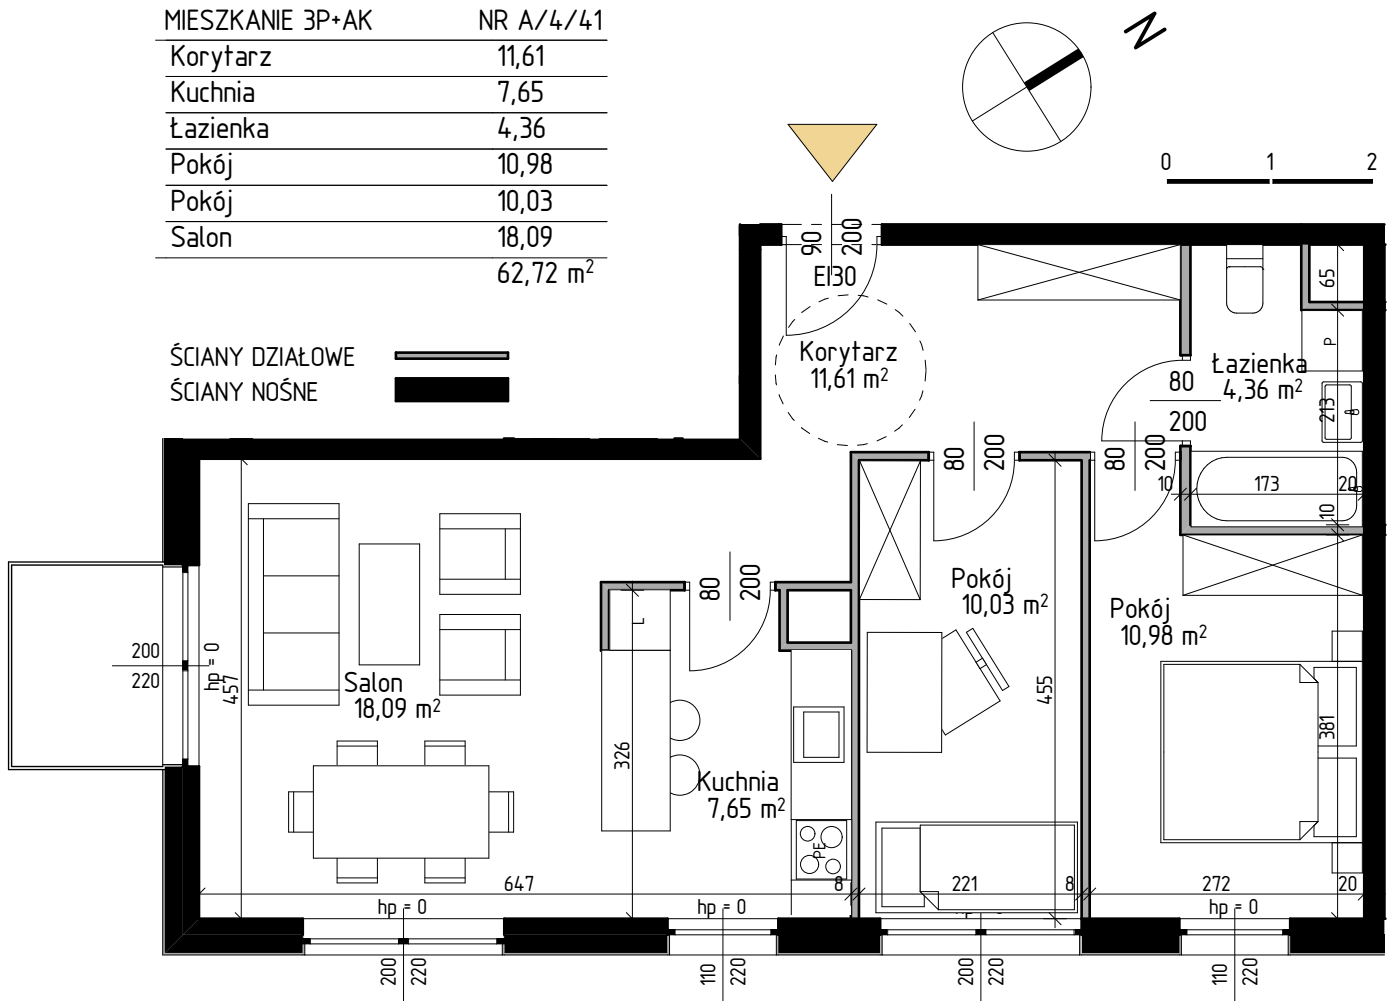 MIESZKANIE 3P+AK NR A/4/41
Korytarz 11,61
Kuchnia 7,65
Łazienka 4,36
Pokój 10,98
Pokój 10,03
Salon 18,09
62,72 m²
N
0 1 2
ŚCIANY DZIAŁOWE
ŚCIANY NOŚNE
90
200
EI30
Korytarz
11,61 m²
65
P
Łazienka
4,36 m²
80
200
213
80
200
80
200
10 173 20
10
80
200
L
Pokój
10,03 m²
Pokój
10,98 m²
200
220
hp = 0
457
Salon
18,09 m²
455
381
326
Kuchnia
7,65 m²
PE
647 8 221 8 272 20
hp = 0
hp = 0
hp = 0
200
220
110
220
200
220
110
220